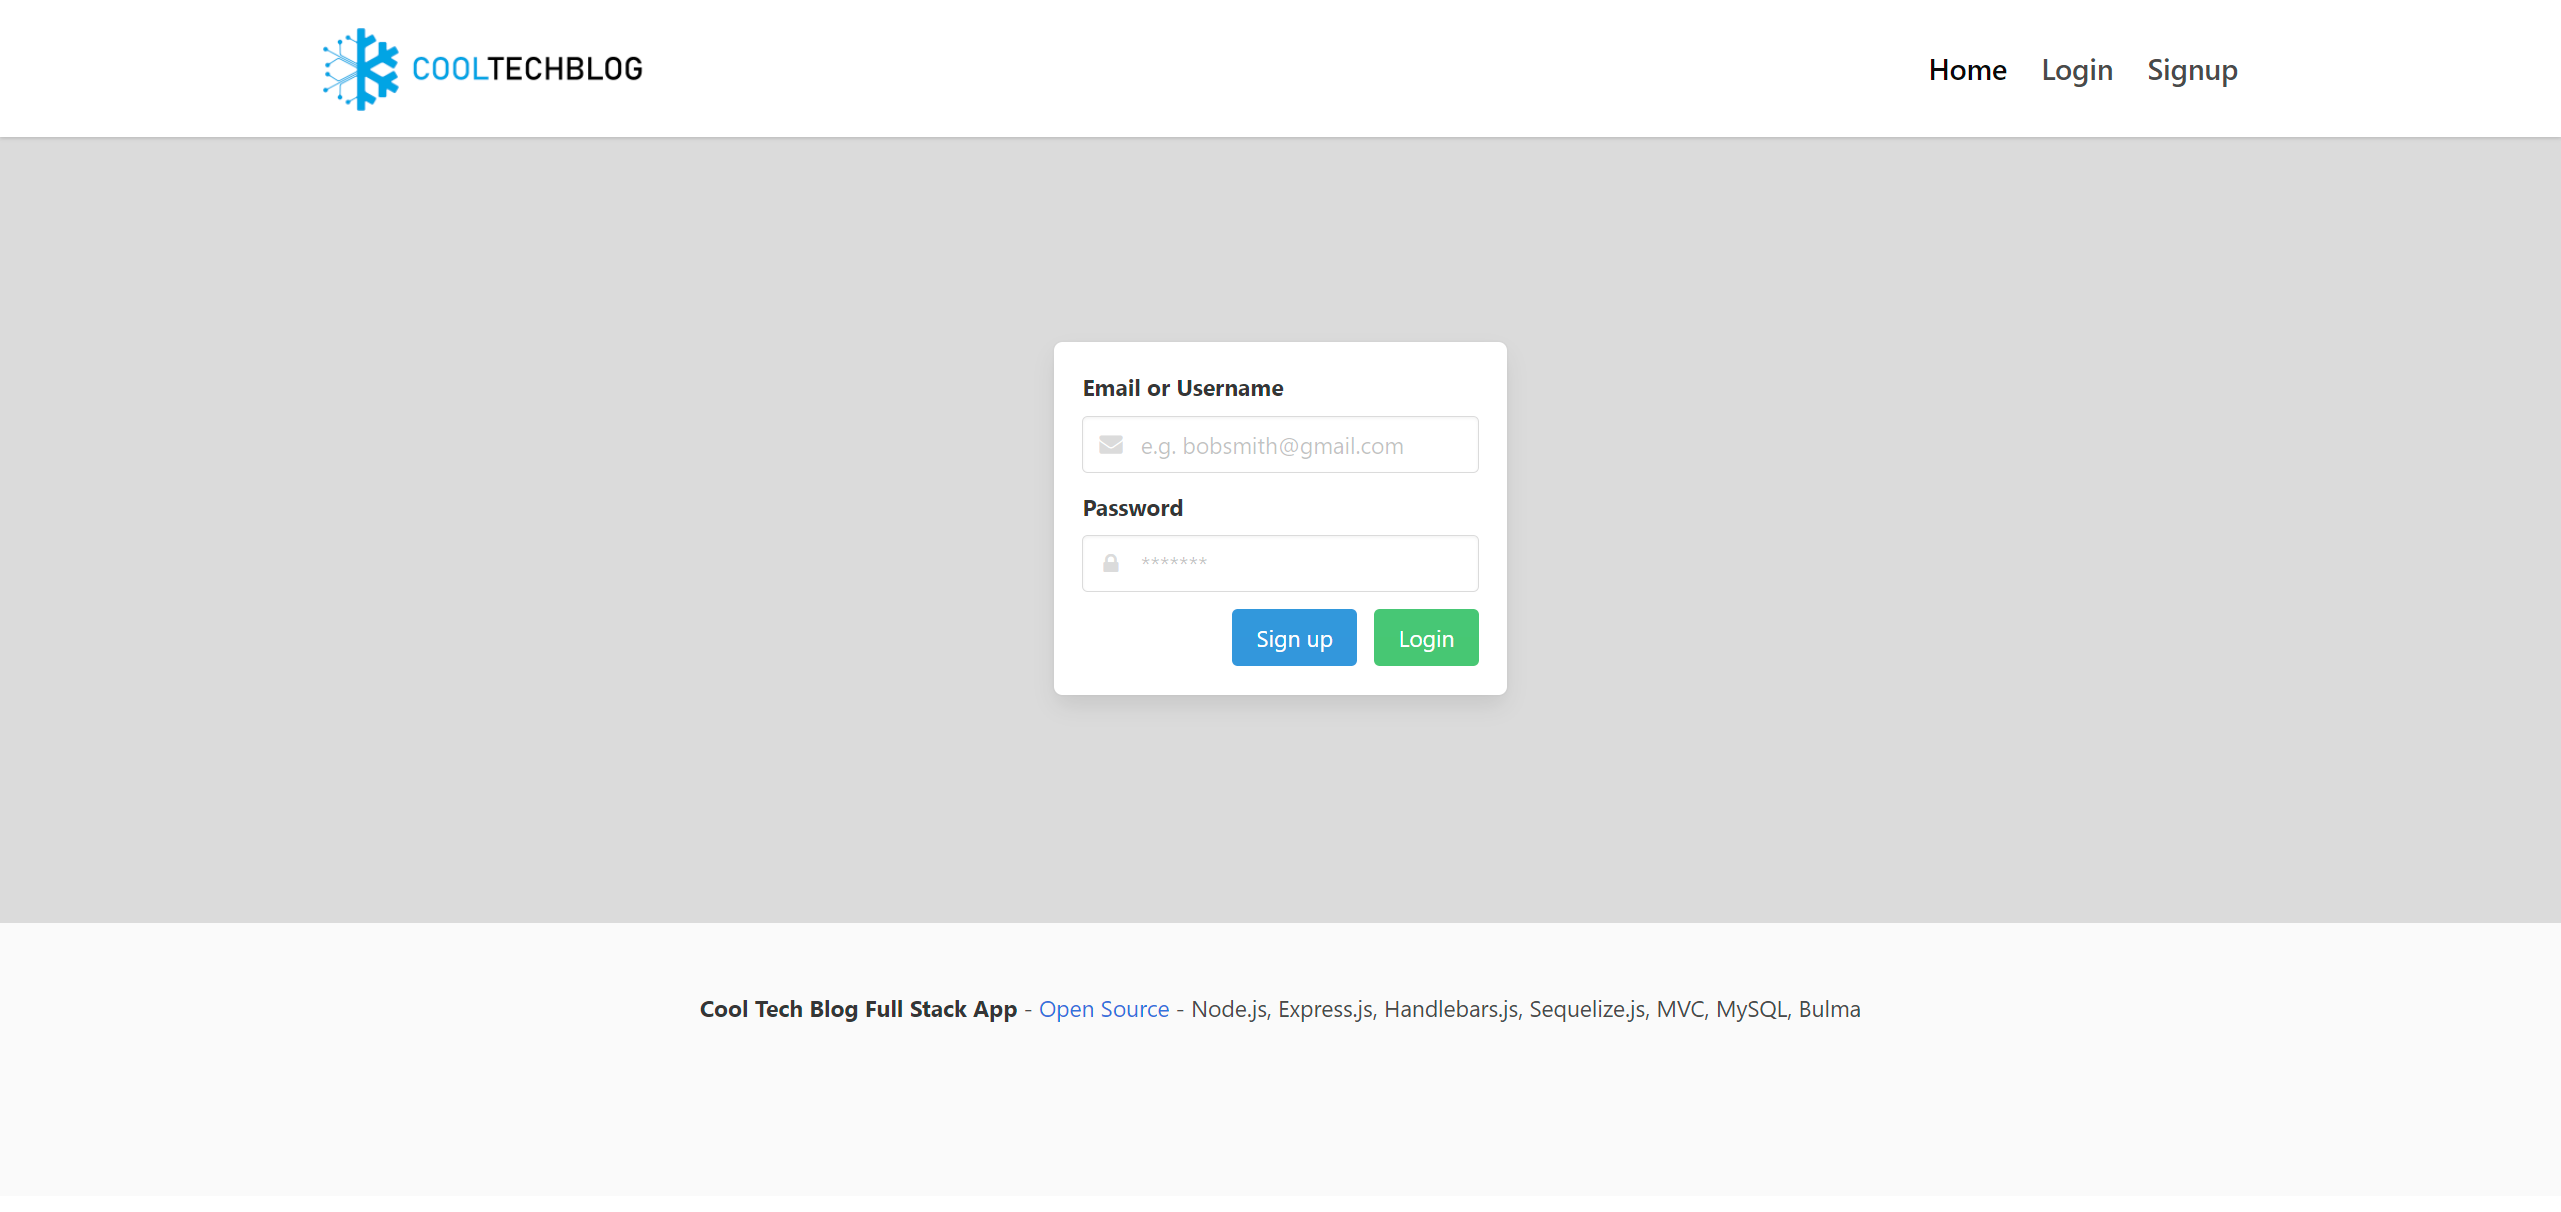 COOLTECHBLOG
Home Login Signup
Email or Username
e.g. bobsmith@gmail.com
Password
*******
Sign up Login
Cool Tech Blog Full Stack App - Open Source - Node.js, Express.js, Handlebars.js, Sequelize.js, MVC, MySQL, Bulma